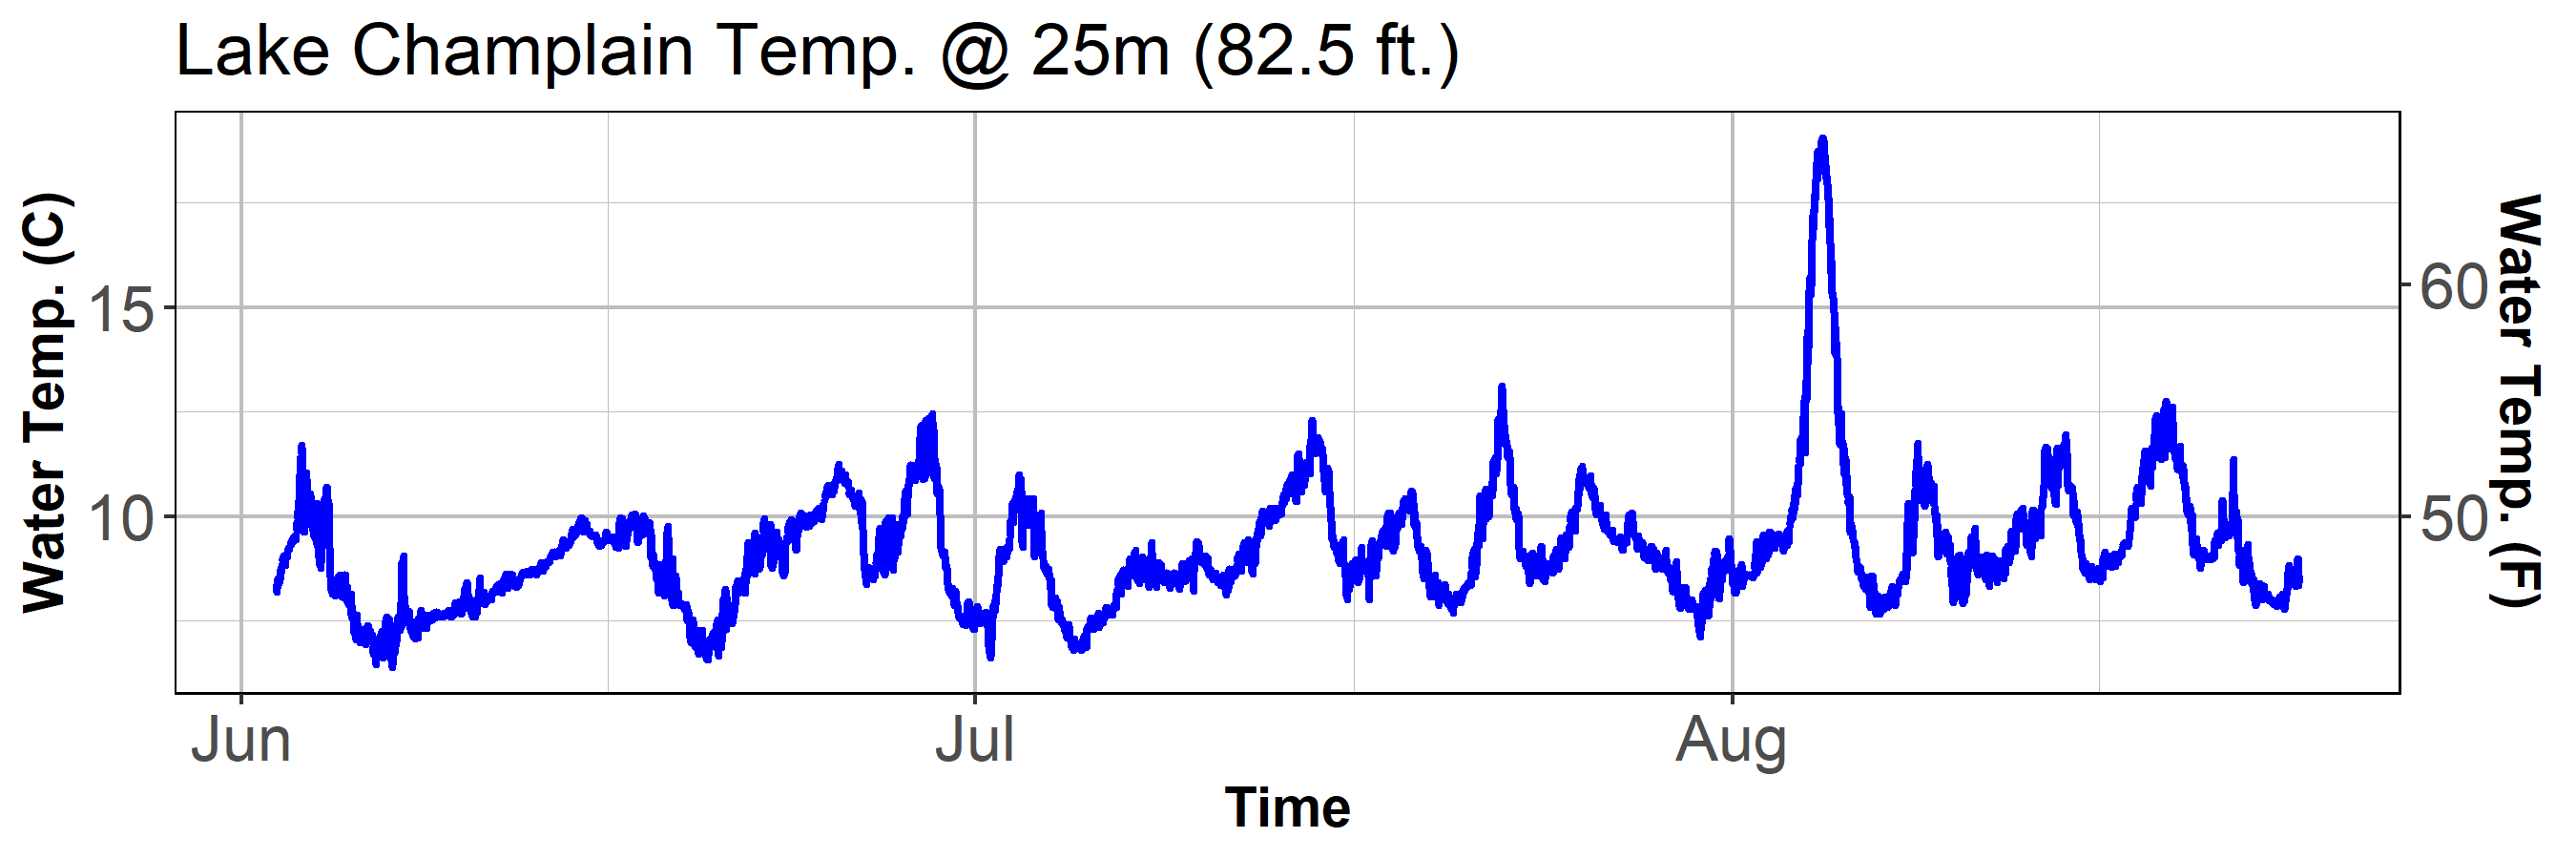 Lake Champlain Temp. @ 25m (82.5 ft.)
Water Temp. (C)
15
10
60
50
Water Temp. (F)
Jun Jul Aug
Time